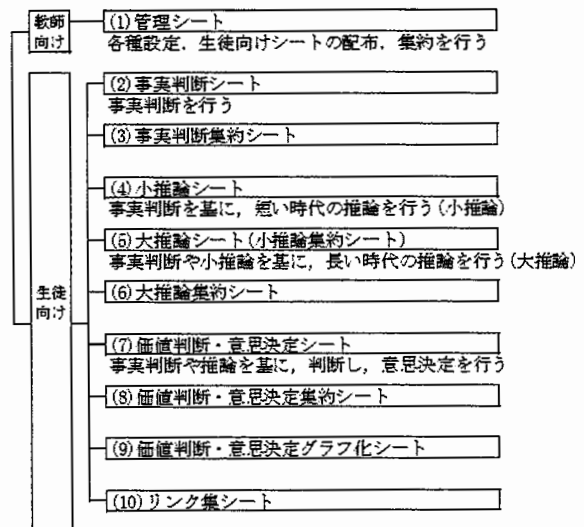 教師
向け
(1)管理シート
各種設定，生徒向けシートの配布，集約を行う
(2)事実判断シート
事実判断を行う
(3)事実判断集約シート
(4)小推論シート
事実判断を基に，短い時代の推論を行う(小推論)
(5)大推論シート(小推論集約シート)
事実判断や小推論を基に，長い時代の推論を行う(大推論)
(6)大推論集約シート
生徒
向け
(7)価値判断・意思決定シート
事実判断や推論を基に，判断し，意思決定を行う
(8)価値判断・意思決定集約シート
(9)価値判断・意思決定グラフ化シート
(10)リンク集シート